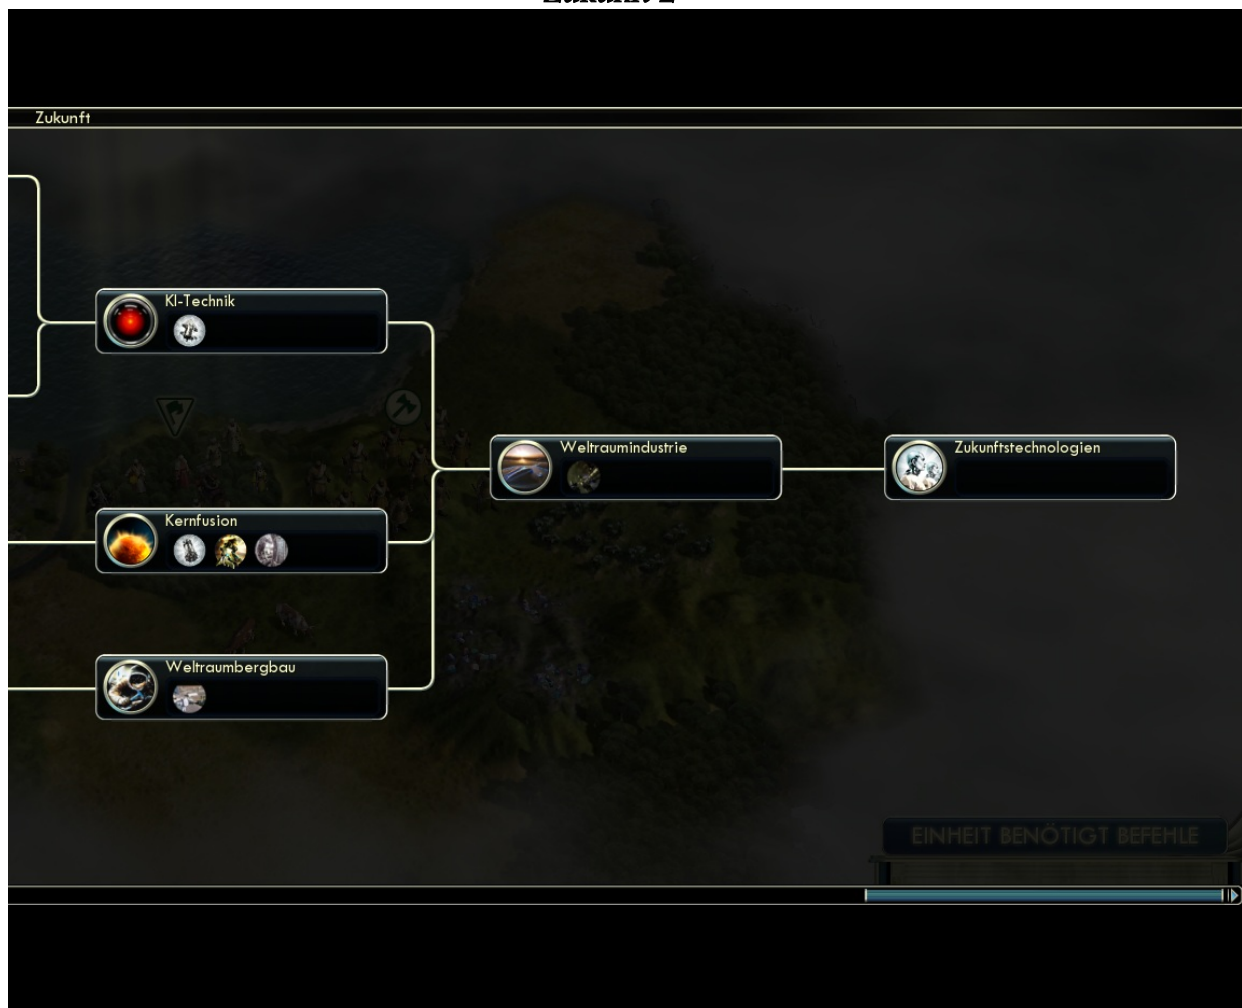 Zukunft
KI-Technik
Weltraumindustrie
Zukunftstechnologien
Kernfusion
Weltraumbergbau
EINHEIT BENÖTIGT BEFEHLE